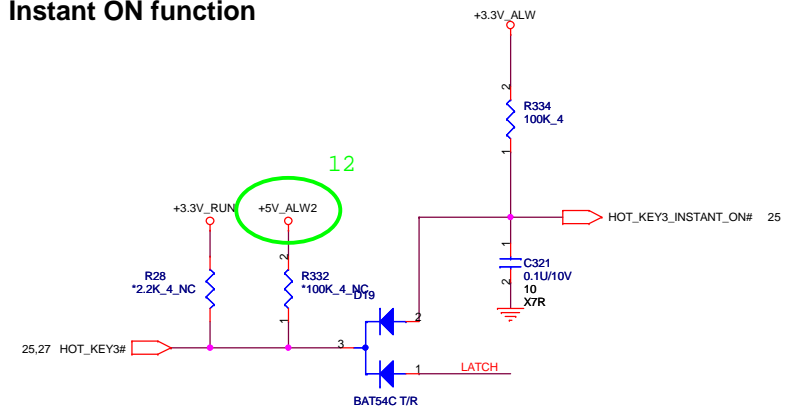 Instant ON function
+3.3V_ALW
2
R334
100K_4
1
12
+3.3V_RUN
+5V_ALW2
HOT_KEY3_INSTANT_ON# 25
2
1
R28
*2.2K_4_NC
R332
*100K_4_NC
C321
0.1U/10V
10
X7R
2
D19
1
2
25,27 HOT_KEY3#
3
1
LATCH
BAT54C T/R